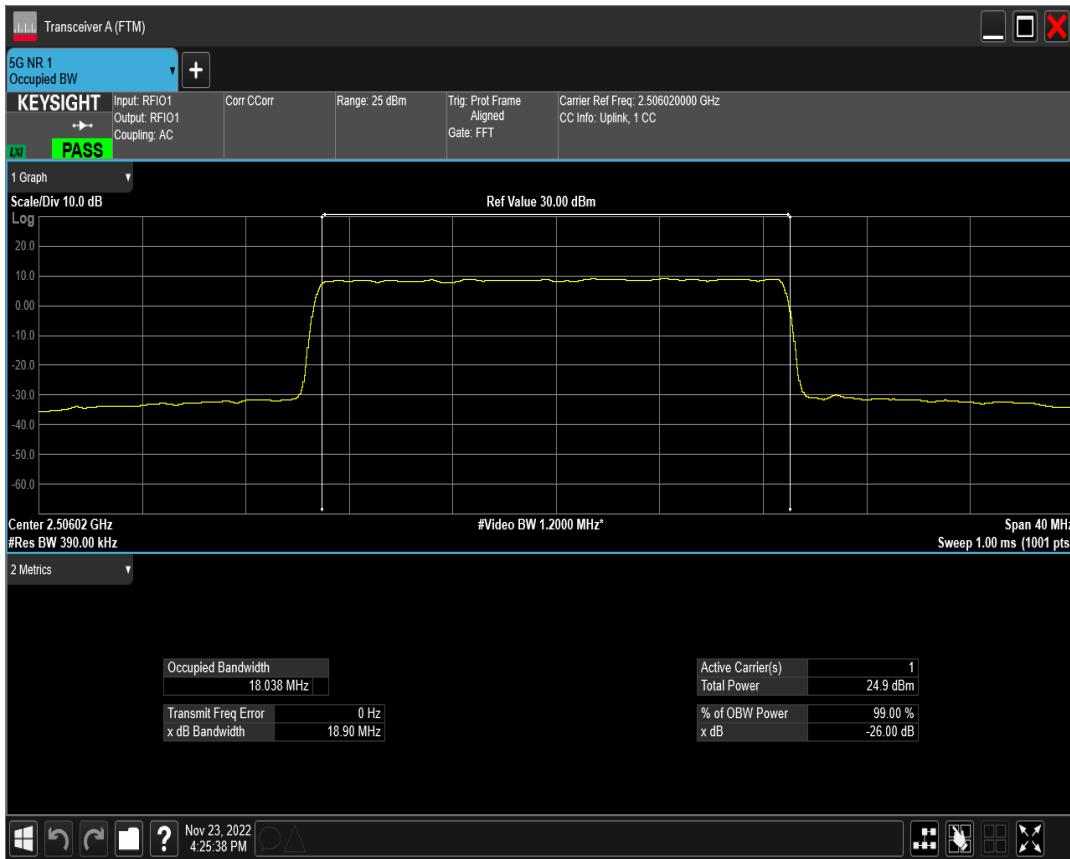 Transceiver A (FTM)
5G NR 1
Occupied BW
+
KEYSIGHT
LXI
PASS
Input: RFIO1
Output: RFIO1
Coupling: AC
Corr CCorr
Range: 25 dBm
Trig: Prot Frame
Aligned
Gate: FFT
Carrier Ref Freq: 2.506020000 GHz
CC Info: Uplink, 1 CC
1 Graph
Scale/Div 10.0 dB
Ref Value 30.00 dBm
Log
20.0
10.0
0.00
-10.0
-20.0
-30.0
-40.0
-50.0
-60.0
Center 2.50602 GHz
#Video BW 1.2000 MHz*
Span 40 MHz
#Res BW 390.00 kHz
Sweep 1.00 ms (1001 pts
2 Metrics
Occupied Bandwidth
18.038 MHz
Transmit Freq Error 0 Hz
x dB Bandwidth 18.90 MHz
Active Carrier(s) 1
Total Power 24.9 dBm
% of OBW Power 99.00 %
x dB -26.00 dB
?
Nov 23, 2022
4:25:38 PM